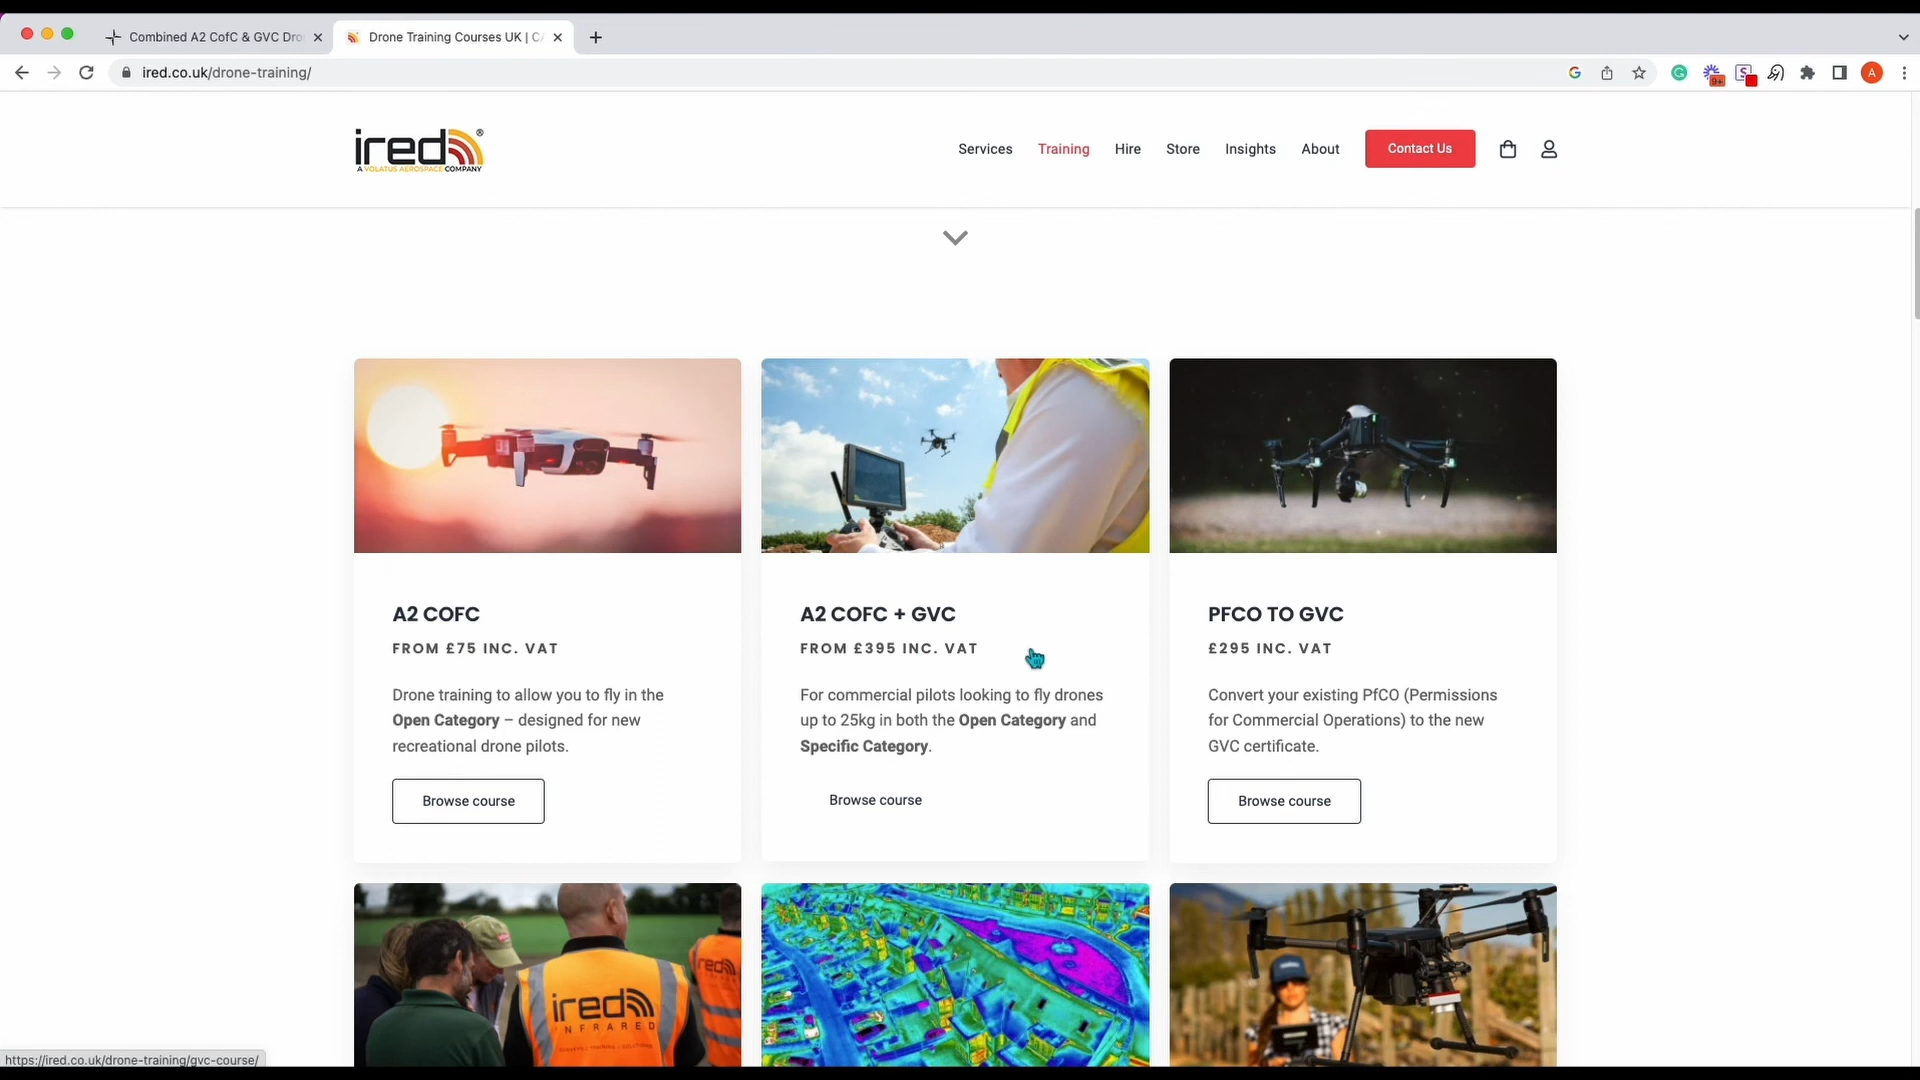 Combined A2 CofC & GVC Dro
Drone Training Courses UK | CA
ired.co.uk/drone-training/
9+
S
A
ired®
A VOLATUS AEROSPACE COMPANY
Services
Training
Hire
Store
Insights
About
Contact Us
A2 COFC
FROM £75 INC. VAT
Drone training to allow you to fly in the
Open Category – designed for new
recreational drone pilots.
Browse course
A2 COFC + GVC
FROM £395 INC. VAT
For commercial pilots looking to fly drones
up to 25kg in both the Open Category and
Specific Category.
Browse course
PFCO TO GVC
£295 INC. VAT
Convert your existing PfCO (Permissions
for Commercial Operations) to the new
GVC certificate.
Browse course
ired
INFRARED
ired
https://ired.co.uk/drone-training/gvc-course/